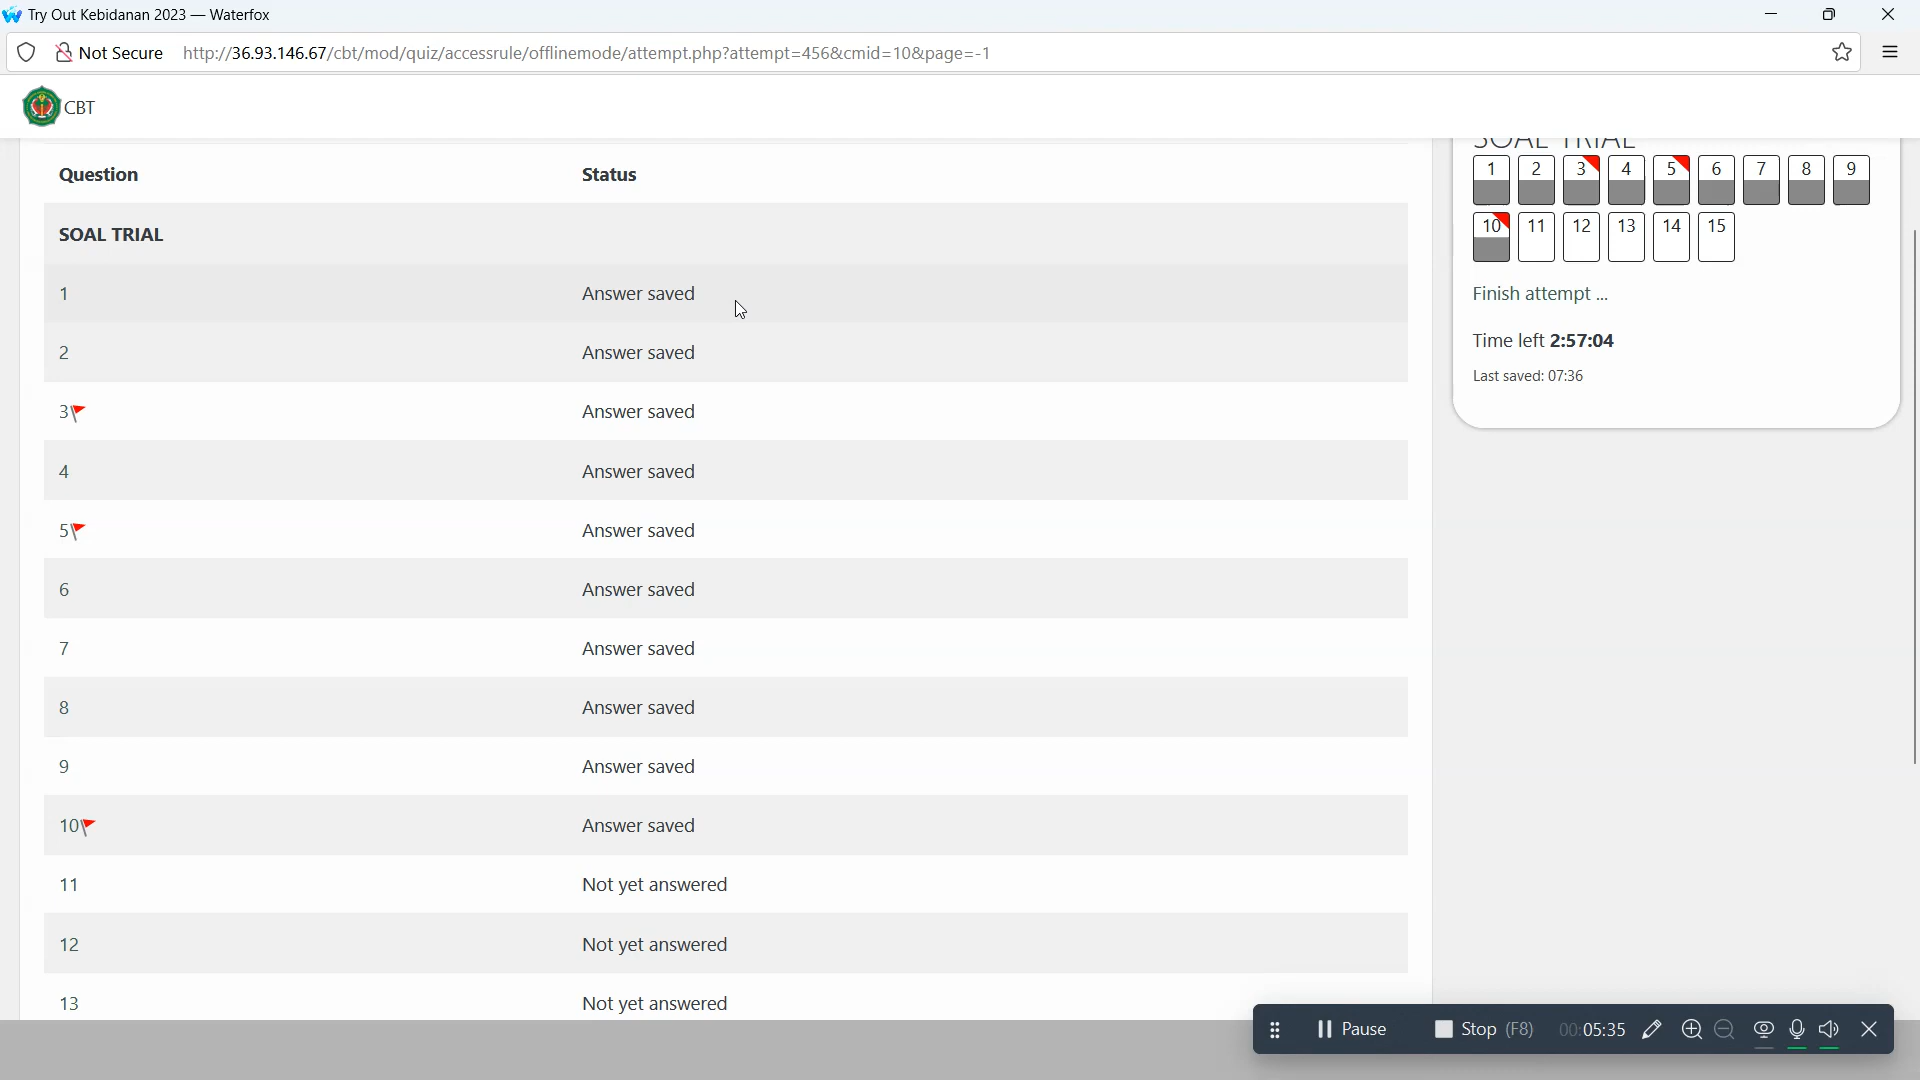 Try Out Kebidanan 2023 — Waterfox
Not Secure http://36.93.146.67/cbt/mod/quiz/accessrule/offlinemode/attempt.php?attempt=456&cmid=10&page=-1
CBT
SOAL TRIAL
Question Status
1 2 3 4 5 6 7 8 9
10 11 12 13 14 15
SOAL TRIAL
1 Answer saved
Finish attempt ...
2 Answer saved
Time left 2:57:04
Last saved: 07:36
3 Answer saved
4 Answer saved
5 Answer saved
6 Answer saved
7 Answer saved
8 Answer saved
9 Answer saved
10 Answer saved
11 Not yet answered
12 Not yet answered
13 Not yet answered
Pause Stop (F8) 00:05:35